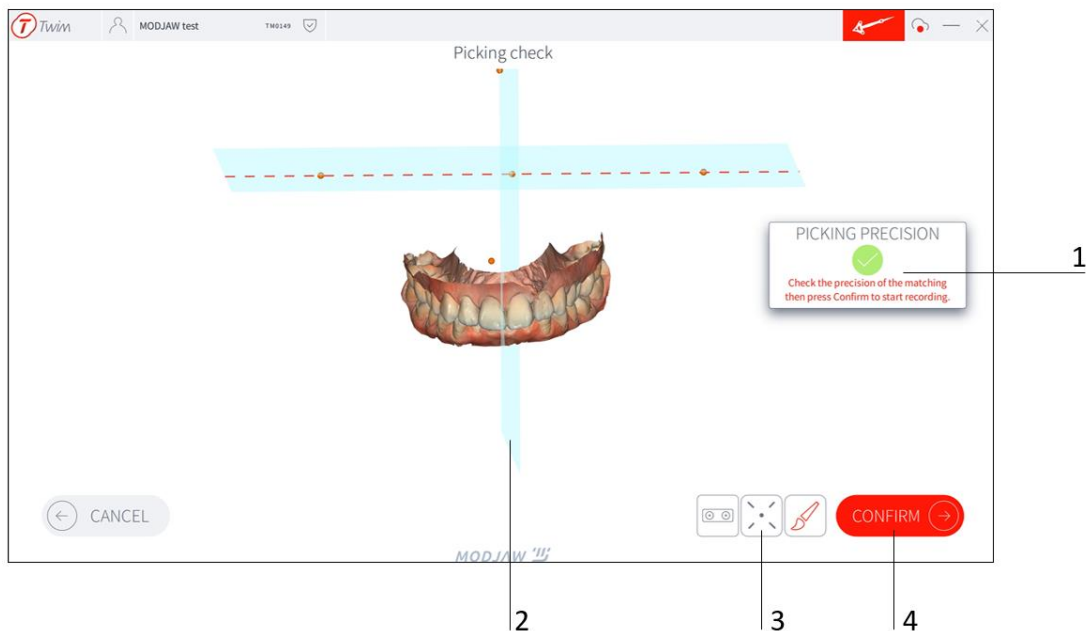 Twim
MODJAW test
TM0149
Picking check
PICKING PRECISION
Check the precision of the matching
then press Confirm to start recording.
1
CANCEL
CONFIRM
MODJAW
2
3
4